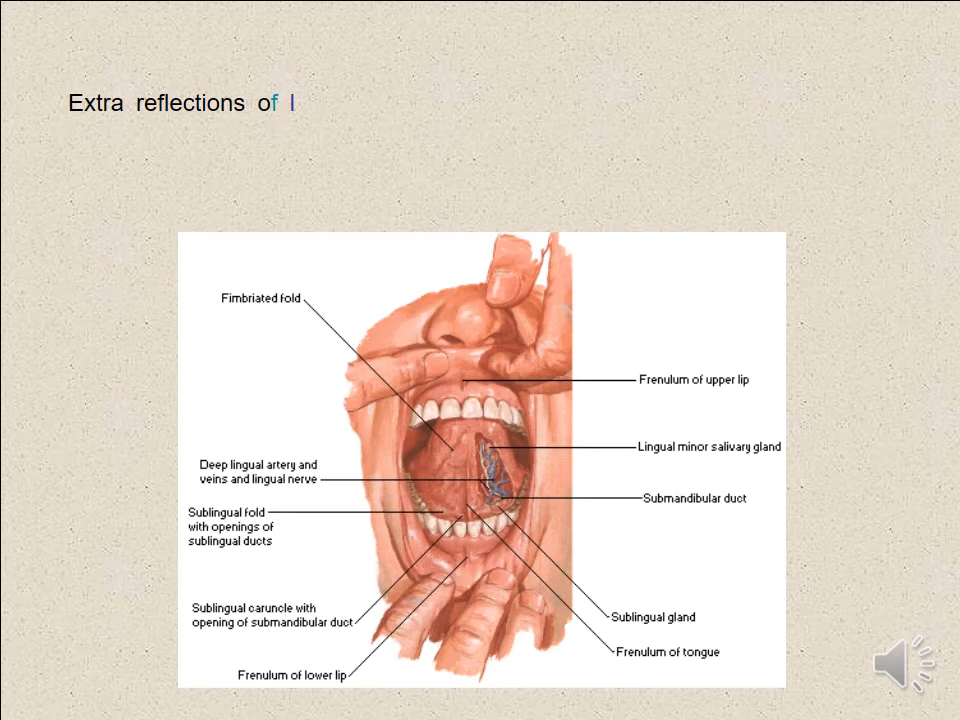 Extra reflections of l
Fimbriated fold
Frenulum of upper lip
Lingual minor salivary gland
Deep lingual artery and
veins and lingual nerve
Submandibular duct
Sublingual fold
with openings of
sublingual ducts
Sublingual caruncle with
opening of submandibular duct
Sublingual gland
Frenulum of tongue
Frenulum of lower lip